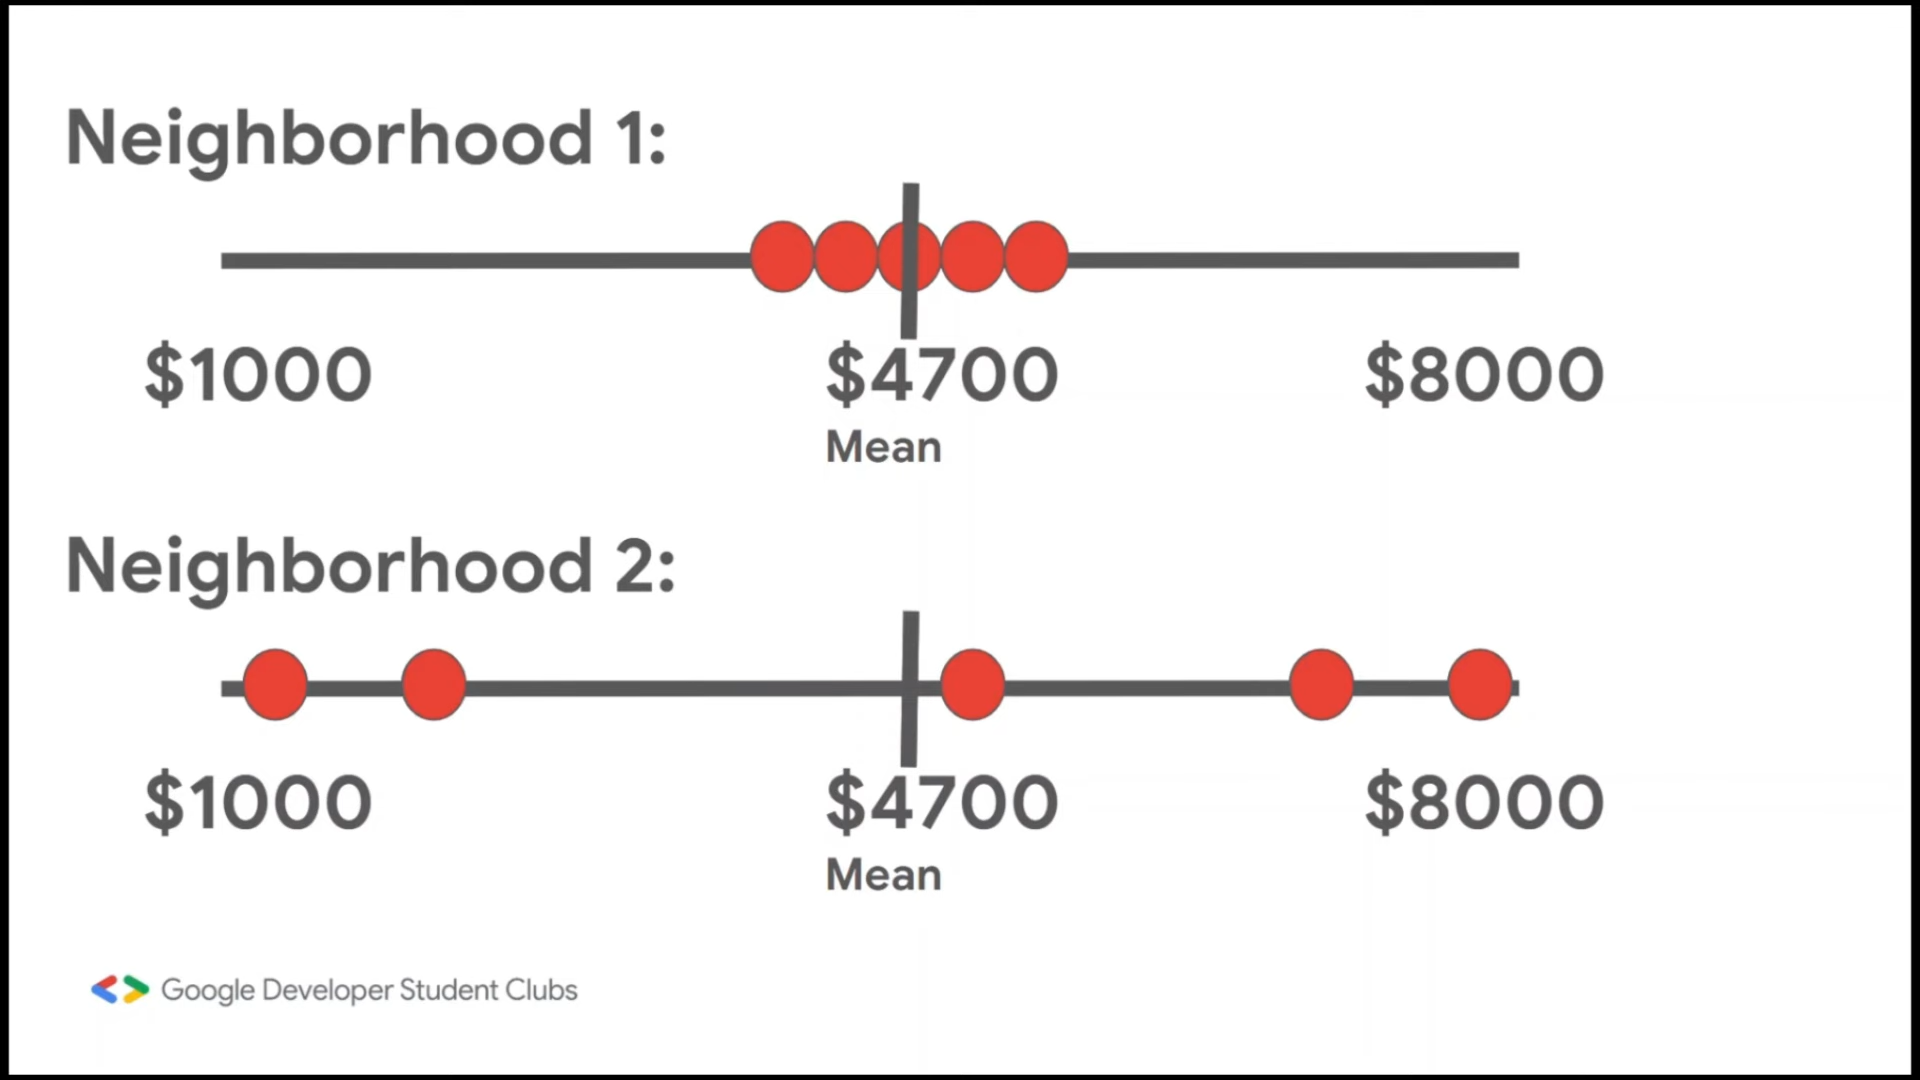 Neighborhood 1:
$1000 $4700 $8000
Mean
Neighborhood 2:
$1000 $4700 $8000
Mean
Google Developer Student Clubs